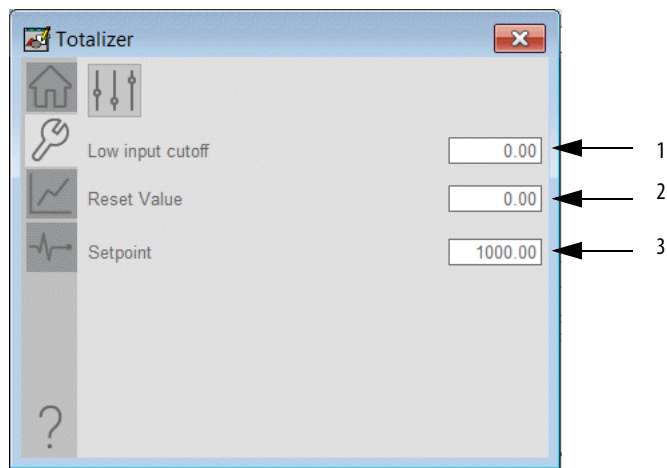 Totalizer
Low input cutoff 0.00 1
Reset Value 0.00 2
Setpoint 1000.00 3
?